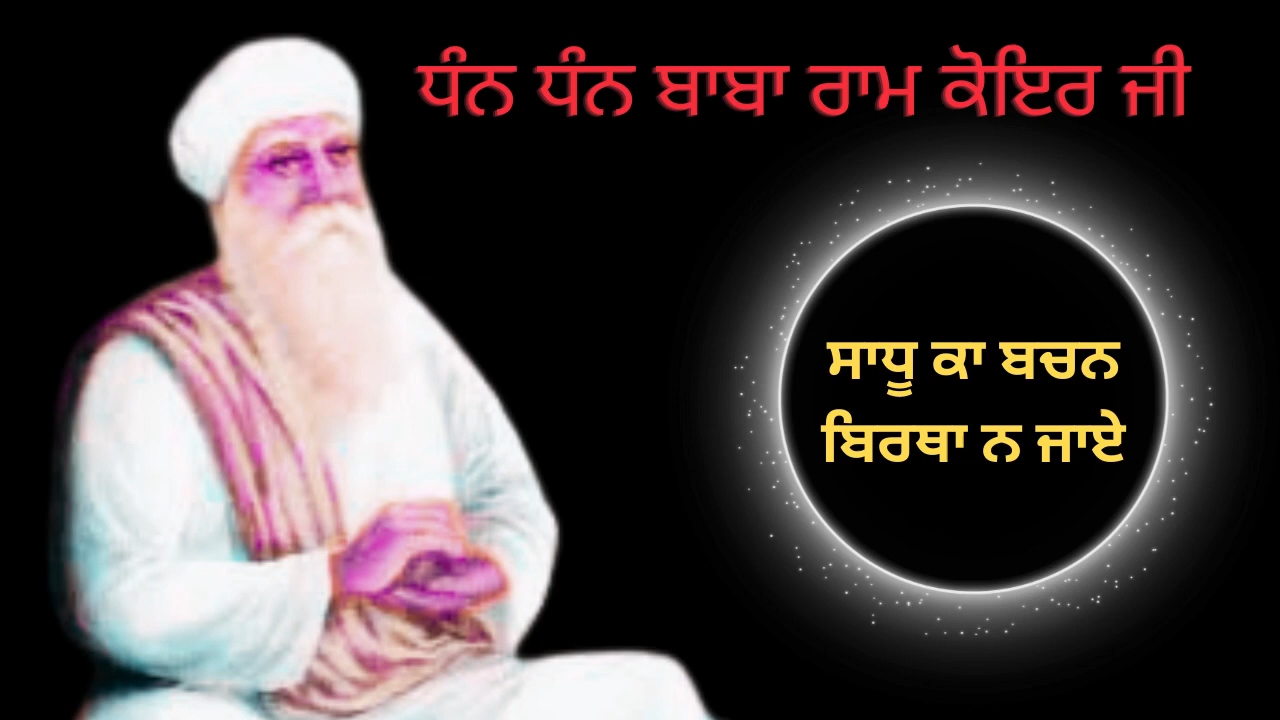 ਧੰਨ ਧੰਨ ਬਾਬਾ ਰਾਮ ਕੋਇਰ ਜੀ
ਸਾਧੂ ਕਾ ਬਚਨ
ਬਿਰਥਾ ਨ ਜਾਏ